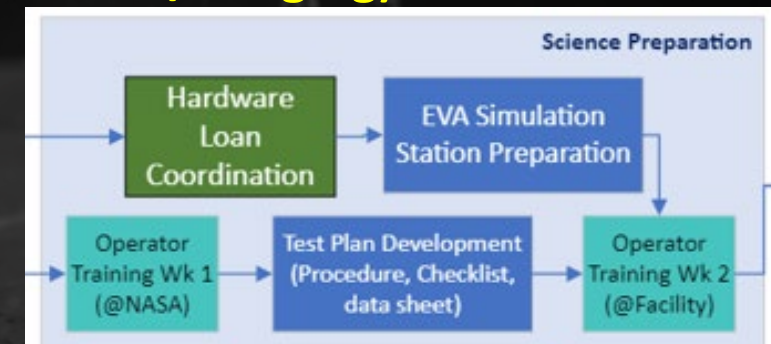 Science Preparation
Hardware
Loan
Coordination
EVA Simulation
Station Preparation
Operator
Training Wk 1
(@NASA)
Test Plan Development
(Procedure, Checklist,
data sheet)
Operator
Training Wk 2
(@Facility)